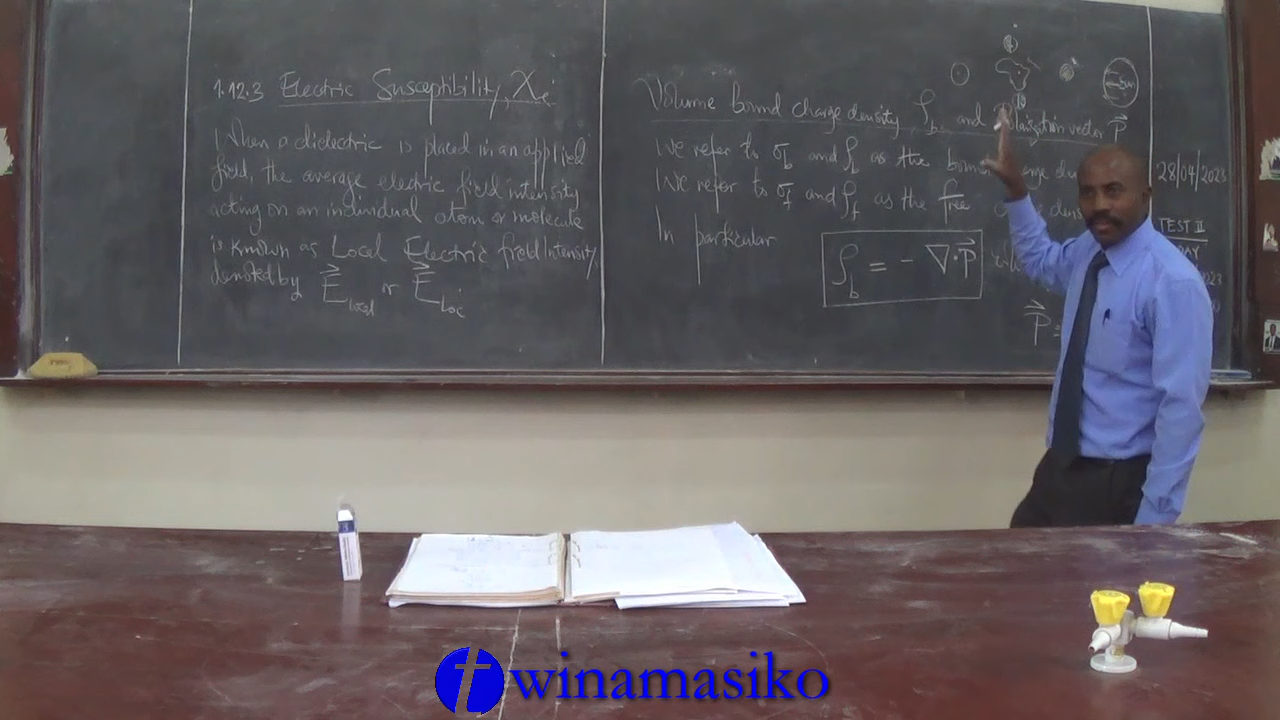 1.12.3 Electric Susceptibility, χe
When a dielectric is placed in an applied
field, the average electric field intensity
acting on an individual atom or molecule
is known as Local Electric field Intensity,
denoted by E⃗local or E⃗loc
Volume bound charge density ρb and Polarization vector P⃗
We refer to σb and ρb as the bound charge
We refer to σf and ρf as the free
In particular
ρb = - ∇·P⃗
P⃗ =
28/04/2023
TEST II
winamasiko